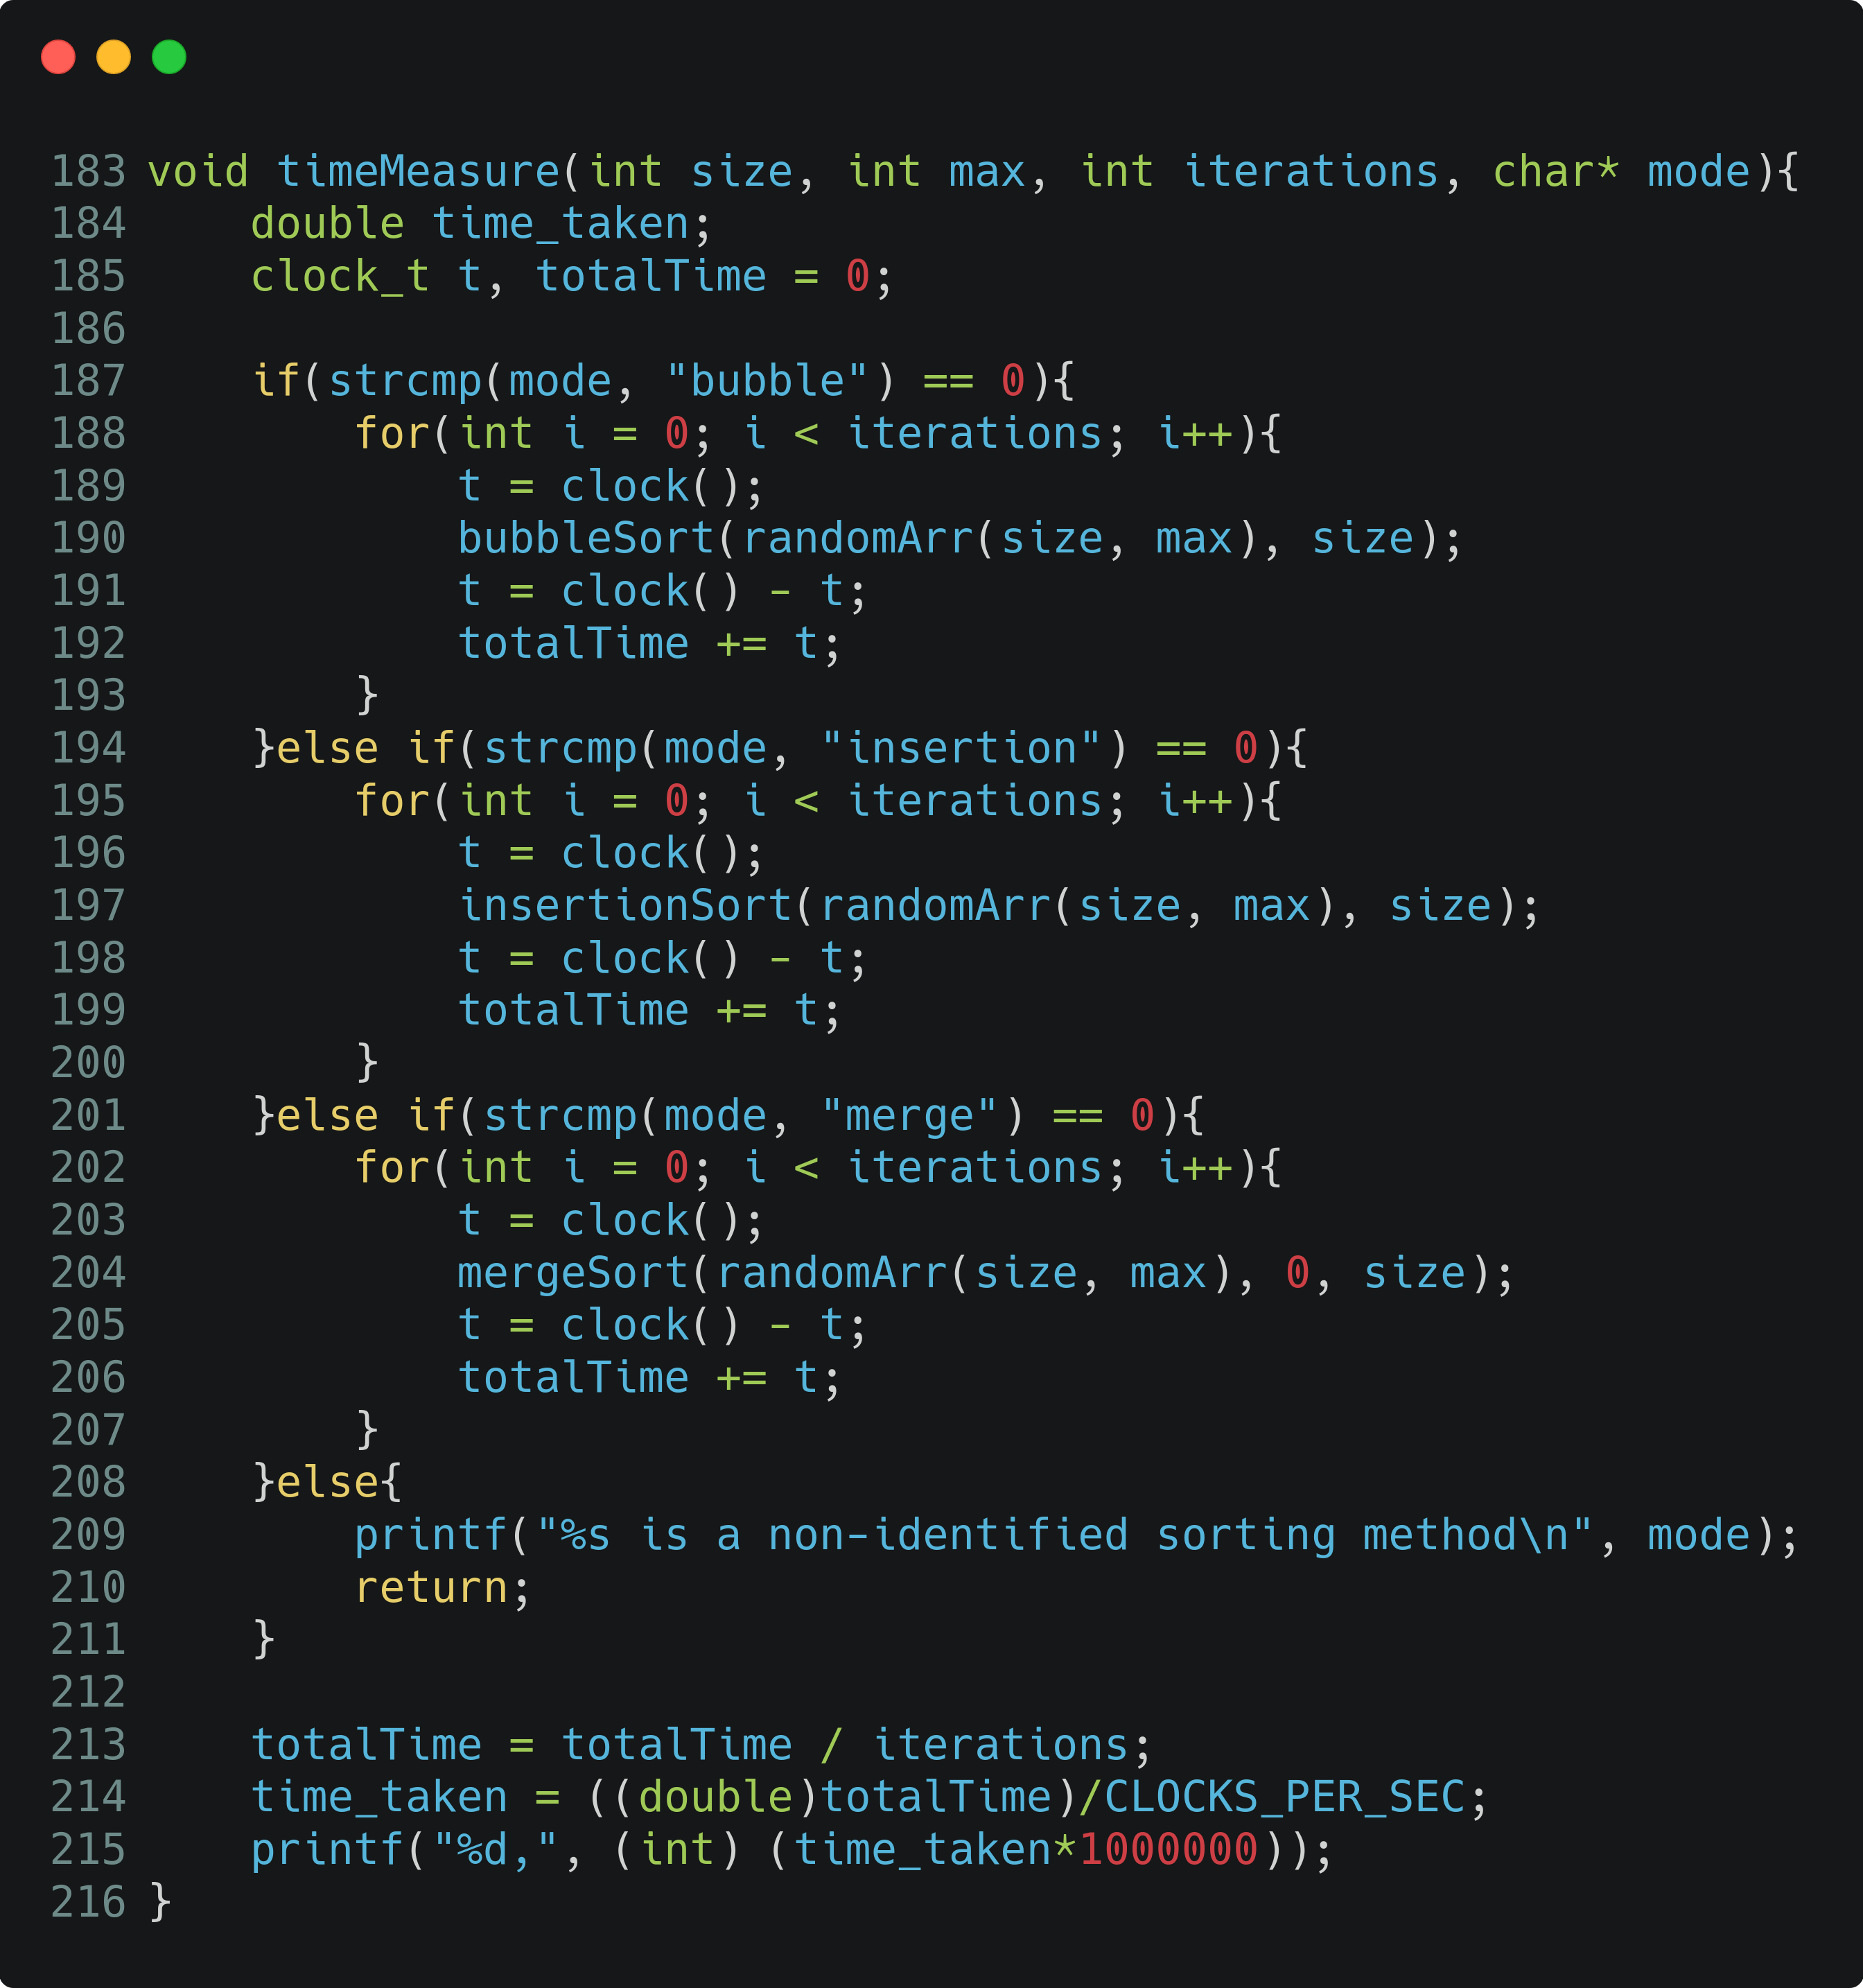 183 void timeMeasure(int size, int max, int iterations, char* mode){
184     double time_taken;
185     clock_t t, totalTime = 0;
186
187     if(strcmp(mode, "bubble") == 0){
188         for(int i = 0; i < iterations; i++){
189             t = clock();
190             bubbleSort(randomArr(size, max), size);
191             t = clock() - t;
192             totalTime += t;
193         }
194     }else if(strcmp(mode, "insertion") == 0){
195         for(int i = 0; i < iterations; i++){
196             t = clock();
197             insertionSort(randomArr(size, max), size);
198             t = clock() - t;
199             totalTime += t;
200         }
201     }else if(strcmp(mode, "merge") == 0){
202         for(int i = 0; i < iterations; i++){
203             t = clock();
204             mergeSort(randomArr(size, max), 0, size);
205             t = clock() - t;
206             totalTime += t;
207         }
208     }else{
209         printf("%s is a non-identified sorting method\n", mode);
210         return;
211     }
212
213     totalTime = totalTime / iterations;
214     time_taken = ((double)totalTime)/CLOCKS_PER_SEC;
215     printf("%d,", (int) (time_taken*1000000));
216 }